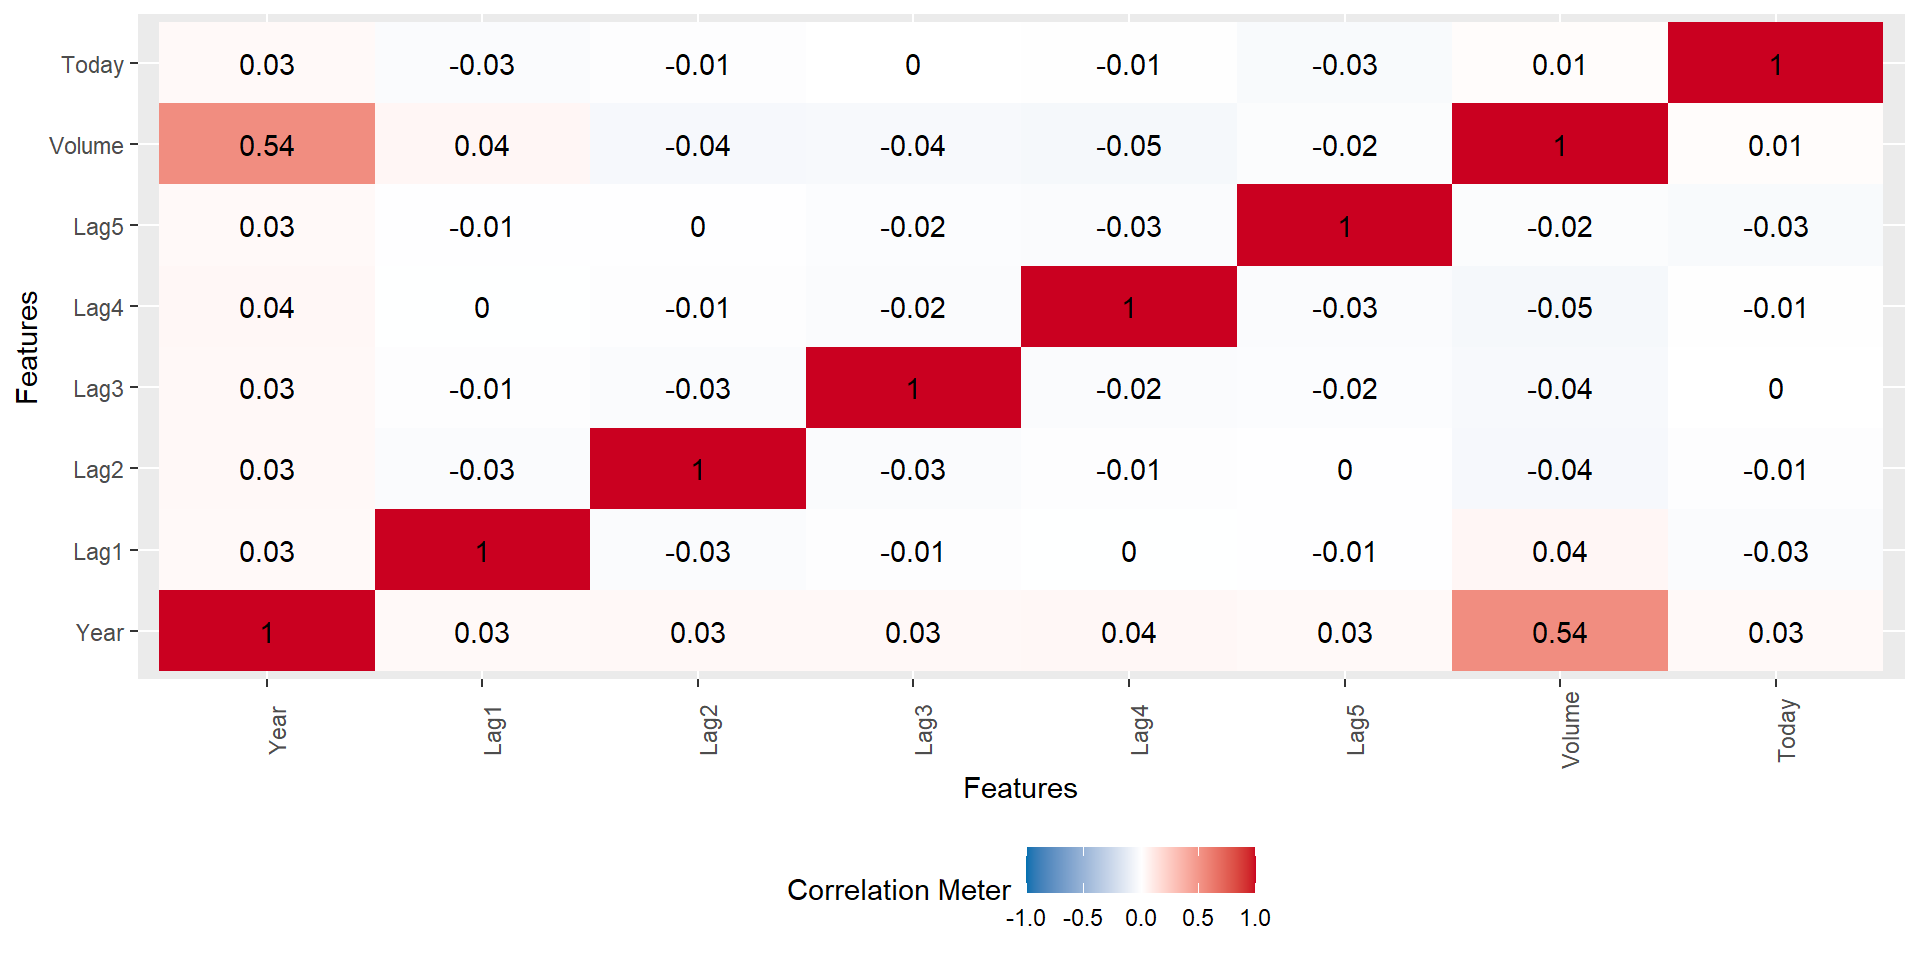 Today 0.03 -0.03 -0.01 0 -0.01 -0.03 0.01 1
Volume 0.54 0.04 -0.04 -0.04 -0.05 -0.02 1 0.01
Lag5 0.03 -0.01 0 -0.02 -0.03 1 -0.02 -0.03
Lag4 0.04 0 -0.01 -0.02 1 -0.03 -0.05 -0.01
Lag3 0.03 -0.01 -0.03 1 -0.02 -0.02 -0.04 0
Lag2 0.03 -0.03 1 -0.03 -0.01 0 -0.04 -0.01
Lag1 0.03 1 -0.03 -0.01 0 -0.01 0.04 -0.03
Year 1 0.03 0.03 0.03 0.04 0.03 0.54 0.03
Features
Year Lag1 Lag2 Lag3 Lag4 Lag5 Volume Today
Features
Correlation Meter
-1.0 -0.5 0.0 0.5 1.0